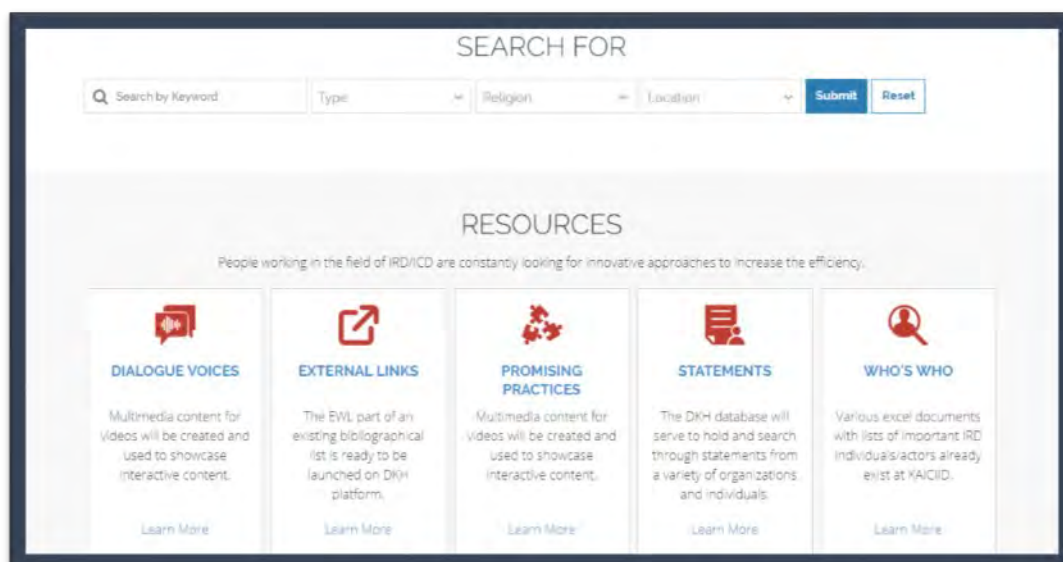 SEARCH FOR
Search by Keyword Type Religion Location Submit Reset
RESOURCES
People working in the field of IRD/ICD are constantly looking for innovative approaches to increase the efficiency.
DIALOGUE VOICES
Multimedia content for
videos will be created and
used to showcase
interactive content.
Learn More
EXTERNAL LINKS
The EWL part of an
existing bibliographical
list is ready to be
launched on DKH
platform.
Learn More
PROMISING
PRACTICES
Multimedia content for
videos will be created and
used to showcase
interactive content.
Learn More
STATEMENTS
The DKH database will
serve to hold and search
through statements from
a variety of organizations
and individuals.
Learn More
WHO'S WHO
Various excel documents
with lists of important IRD
individuals/actors already
exist at KAICIID.
Learn More